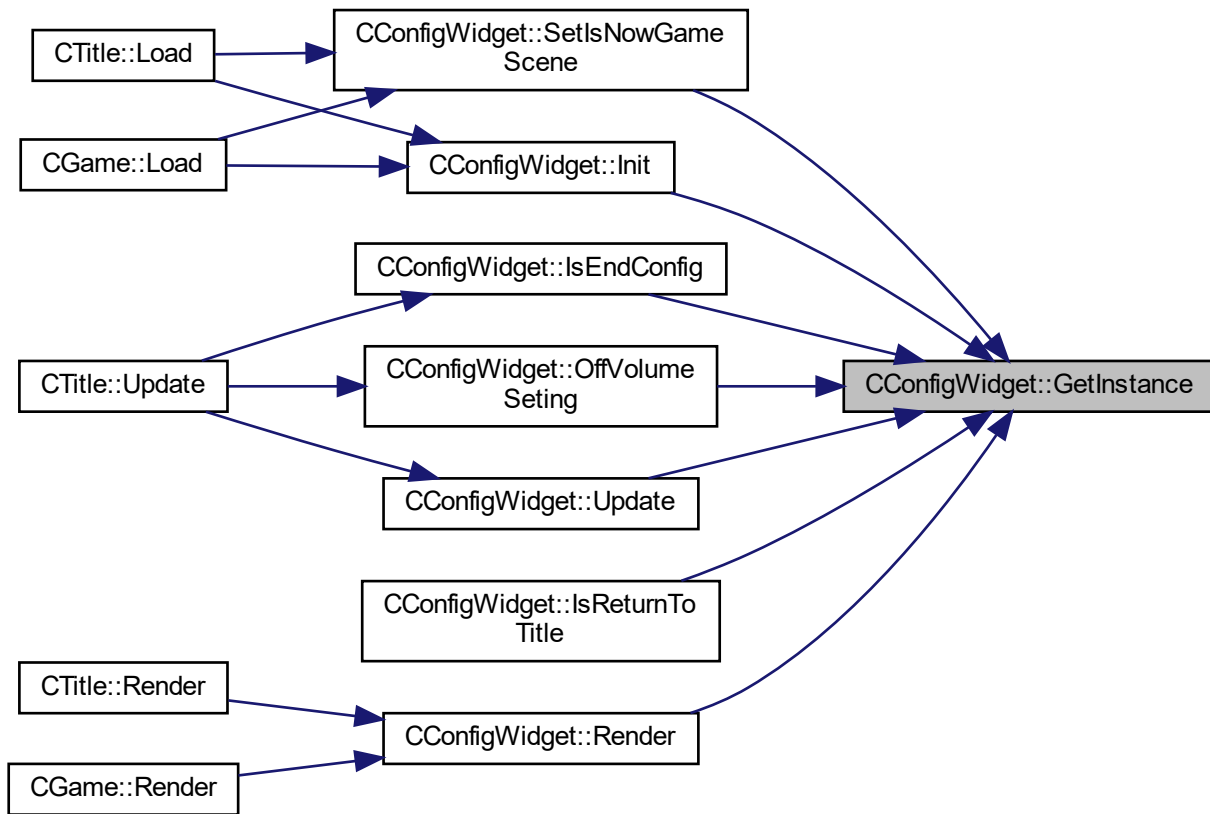 CTitle::Load
CConfigWidget::SetIsNowGame
Scene
CGame::Load
CConfigWidget::Init
CConfigWidget::IsEndConfig
CTitle::Update
CConfigWidget::OffVolume
Seting
CConfigWidget::GetInstance
CConfigWidget::Update
CConfigWidget::IsReturnTo
Title
CTitle::Render
CConfigWidget::Render
CGame::Render